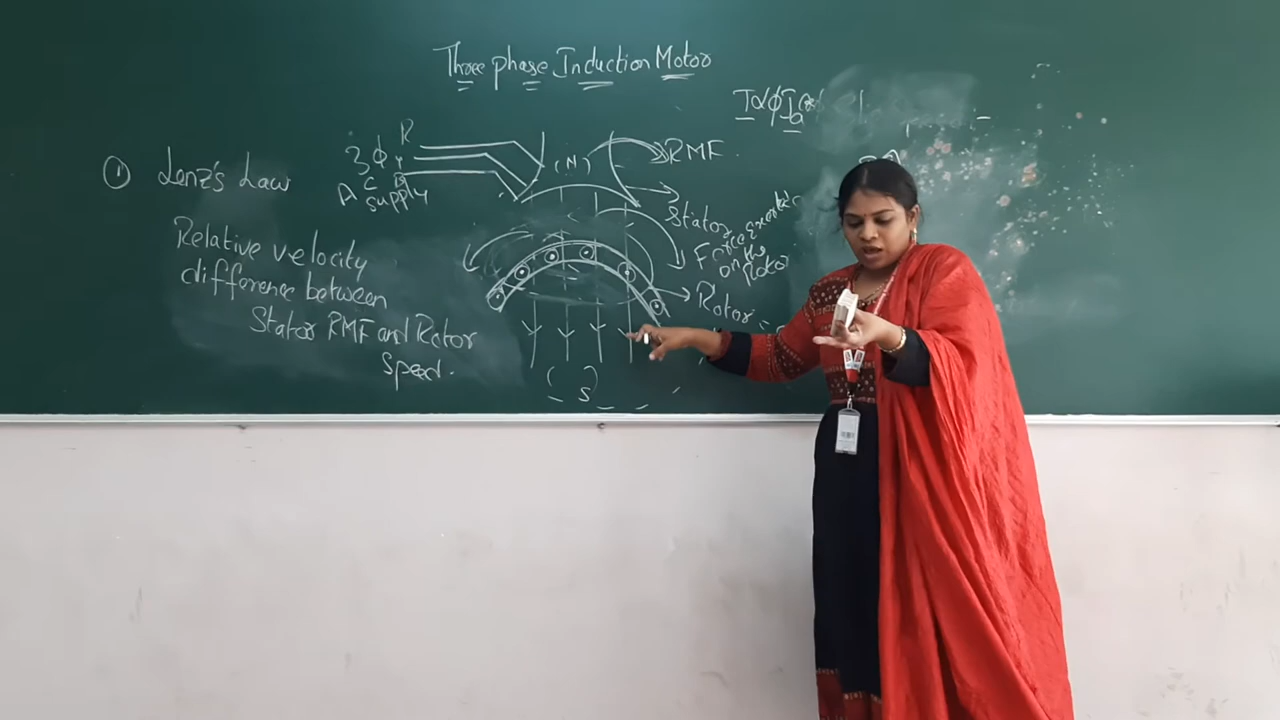 Three phase Induction Motor
① Lenz's Law
Relative velocity
difference between
Stator RMF and Rotor
Speed.
3ϕ
A C
supply
R
Y
B
(N)
RMF
Stator
Force
on the
Rotor
Rotor
(S)